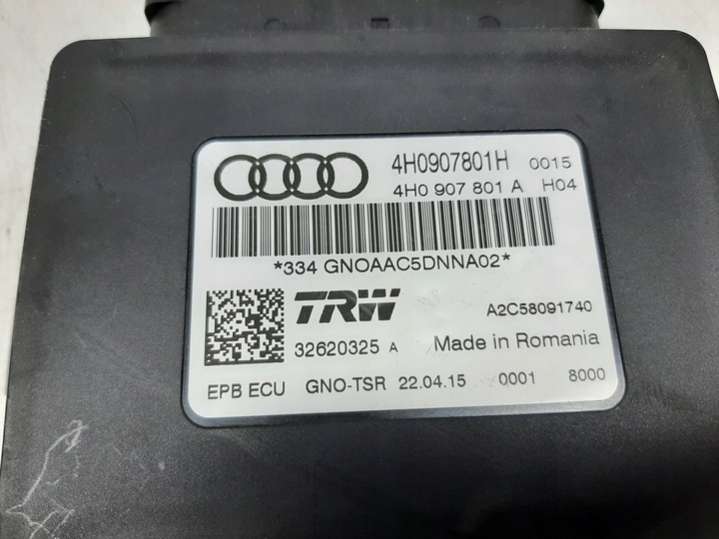 4H0907801H 0015
4H0 907 801 A H04
*334 GNOAAC5DNNA02*
TRW A2C58091740
32620325 A Made in Romania
EPB ECU GNO-TSR 22.04.15 0001 8000